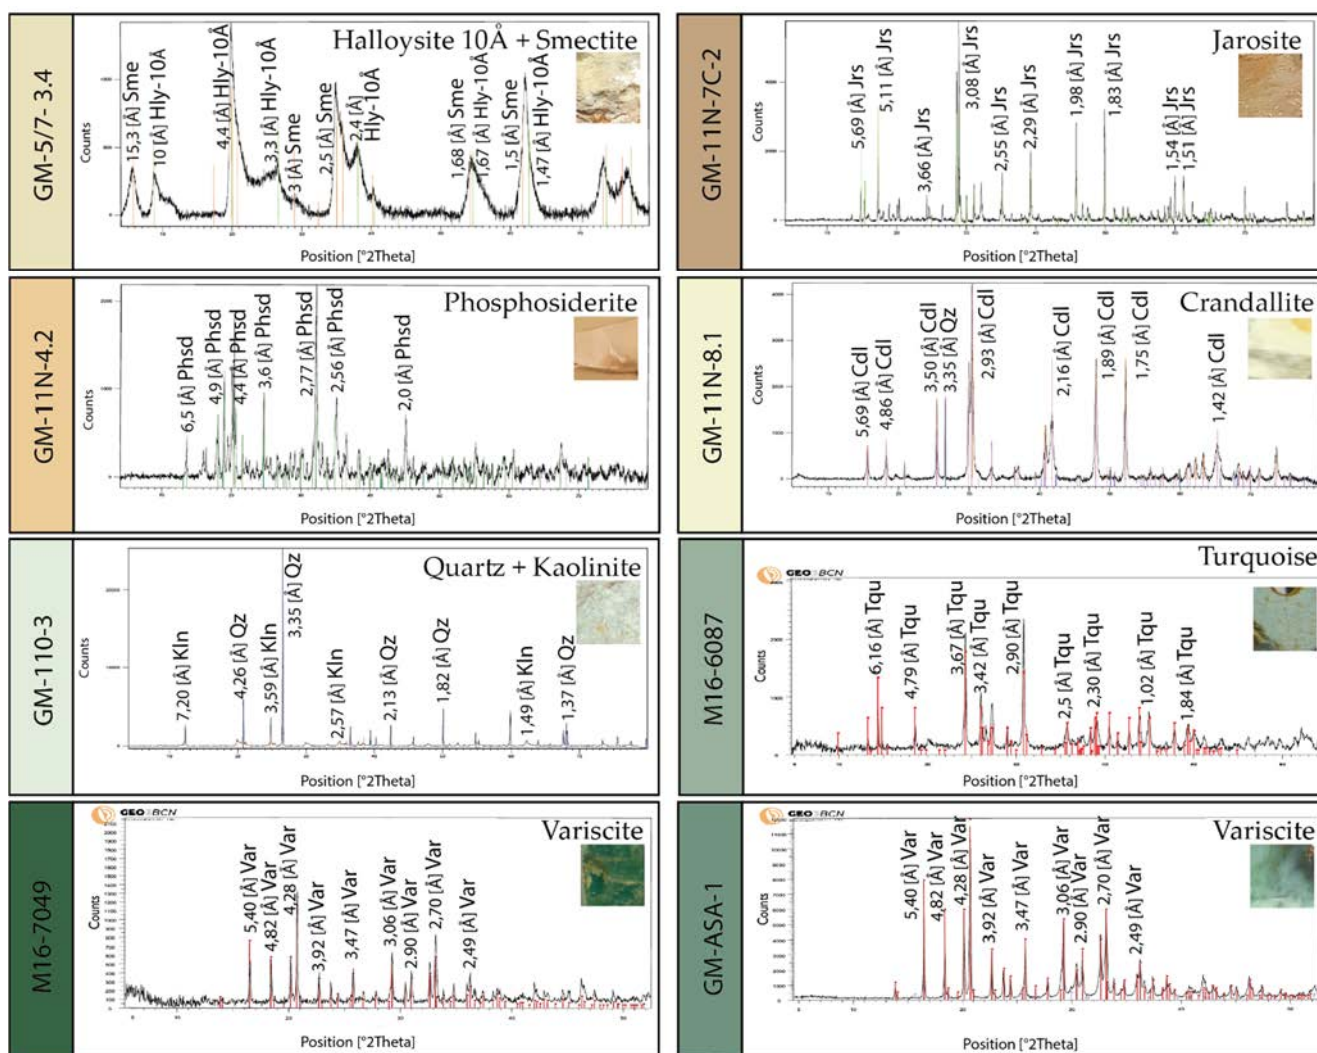 GM-5/7- 3.4
Halloysite 10Å + Smectite
Counts
15,3 [Å] Sme
10 [Å] Hly-10Å
4,4 [Å] Hly-10Å
3,3 [Å] Hly-10Å
3 [Å] Sme
2,5 [Å] Sme
2,4 [Å]
Hly-10Å
1,68 [Å] Sme
1,67 [Å] Hly-10Å
1,5 [Å] Sme
1,47 [Å] Hly-10Å
Position [°2Theta]
GM-11N-7C-2
Jarosite
Counts
5,69 [Å] Jrs
5,11 [Å] Jrs
3,66 [Å] Jrs
3,08 [Å] Jrs
2,55 [Å] Jrs
2,29 [Å] Jrs
1,98 [Å] Jrs
1,83 [Å] Jrs
1,54 [Å] Jrs
1,51 [Å] Jrs
Position [°2Theta]
GM-11N-4.2
Phosphosiderite
Counts
6,5 [Å] Phsd
4,9 [Å] Phsd
4,4 [Å] Phsd
3,6 [Å] Phsd
2,77 [Å] Phsd
2,56 [Å] Phsd
2,0 [Å] Phsd
Position [°2Theta]
GM-11N-8.1
Crandallite
Counts
5,69 [Å] Cdl
4,86 [Å] Cdl
3,50 [Å] Cdl
3,35 [Å] Qz
2,93 [Å] Cdl
2,16 [Å] Cdl
1,89 [Å] Cdl
1,75 [Å] Cdl
1,42 [Å] Cdl
Position [°2Theta]
GM-110-3
Quartz + Kaolinite
Counts
7,20 [Å] Kln
4,26 [Å] Qz
3,59 [Å] Kln
3,35 [Å] Qz
2,57 [Å] Kln
2,13 [Å] Qz
1,82 [Å] Qz
1,49 [Å] Kln
1,37 [Å] Qz
Position [°2Theta]
M16-6087
GEO3BCN
Turquoise
Counts
6,16 [Å] Tqu
4,79 [Å] Tqu
3,67 [Å] Tqu
3,42 [Å] Tqu
2,90 [Å] Tqu
2,5 [Å] Tqu
2,30 [Å] Tqu
1,02 [Å] Tqu
1,84 [Å] Tqu
Position [°2Theta]
M16-7049
GEO3BCN
Variscite
Counts
5,40 [Å] Var
4,82 [Å] Var
4,28 [Å] Var
3,92 [Å] Var
3,47 [Å] Var
3,06 [Å] Var
2.90 [Å] Var
2,70 [Å] Var
2,49 [Å] Var
Position [°2Theta]
GM-ASA-1
GEO3BCN
Variscite
Counts
5,40 [Å] Var
4,82 [Å] Var
4,28 [Å] Var
3,92 [Å] Var
3,47 [Å] Var
3,06 [Å] Var
2.90 [Å] Var
2,70 [Å] Var
2,49 [Å] Var
Position [°2Theta]